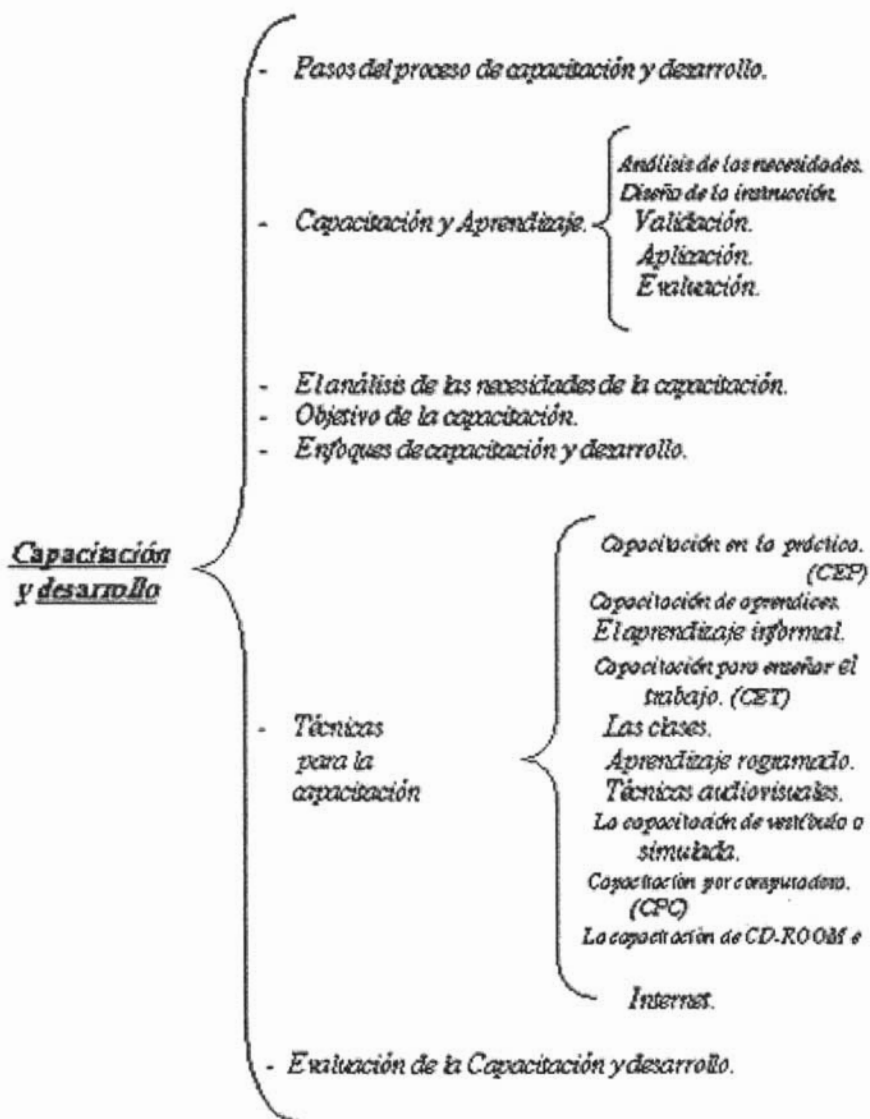 - Pasos del proceso de capacitación y desarrollo.
- Capacitación y Aprendizaje.
Análisis de las necesidades.
Diseño de la instrucción.
Validación.
Aplicación.
Evaluación.
- El análisis de las necesidades de la capacitación.
- Objetivo de la capacitación.
- Enfoques de capacitación y desarrollo.
Capacitación
y desarrollo
- Técnicas
para la
capacitación
Capacitación en la práctica.
(CEP)
Capacitación de aprendices.
El aprendizaje informal.
Capacitación para enseñar el
trabajo. (CET)
Las clases.
Aprendizaje rogramado.
Técnicas audiovisuales.
La capacitación de vestíbulo o
simulada.
Capacitación por computadora.
(CPC)
La capacitación de CD-ROOM e
Internet.
- Evaluación de la Capacitación y desarrollo.